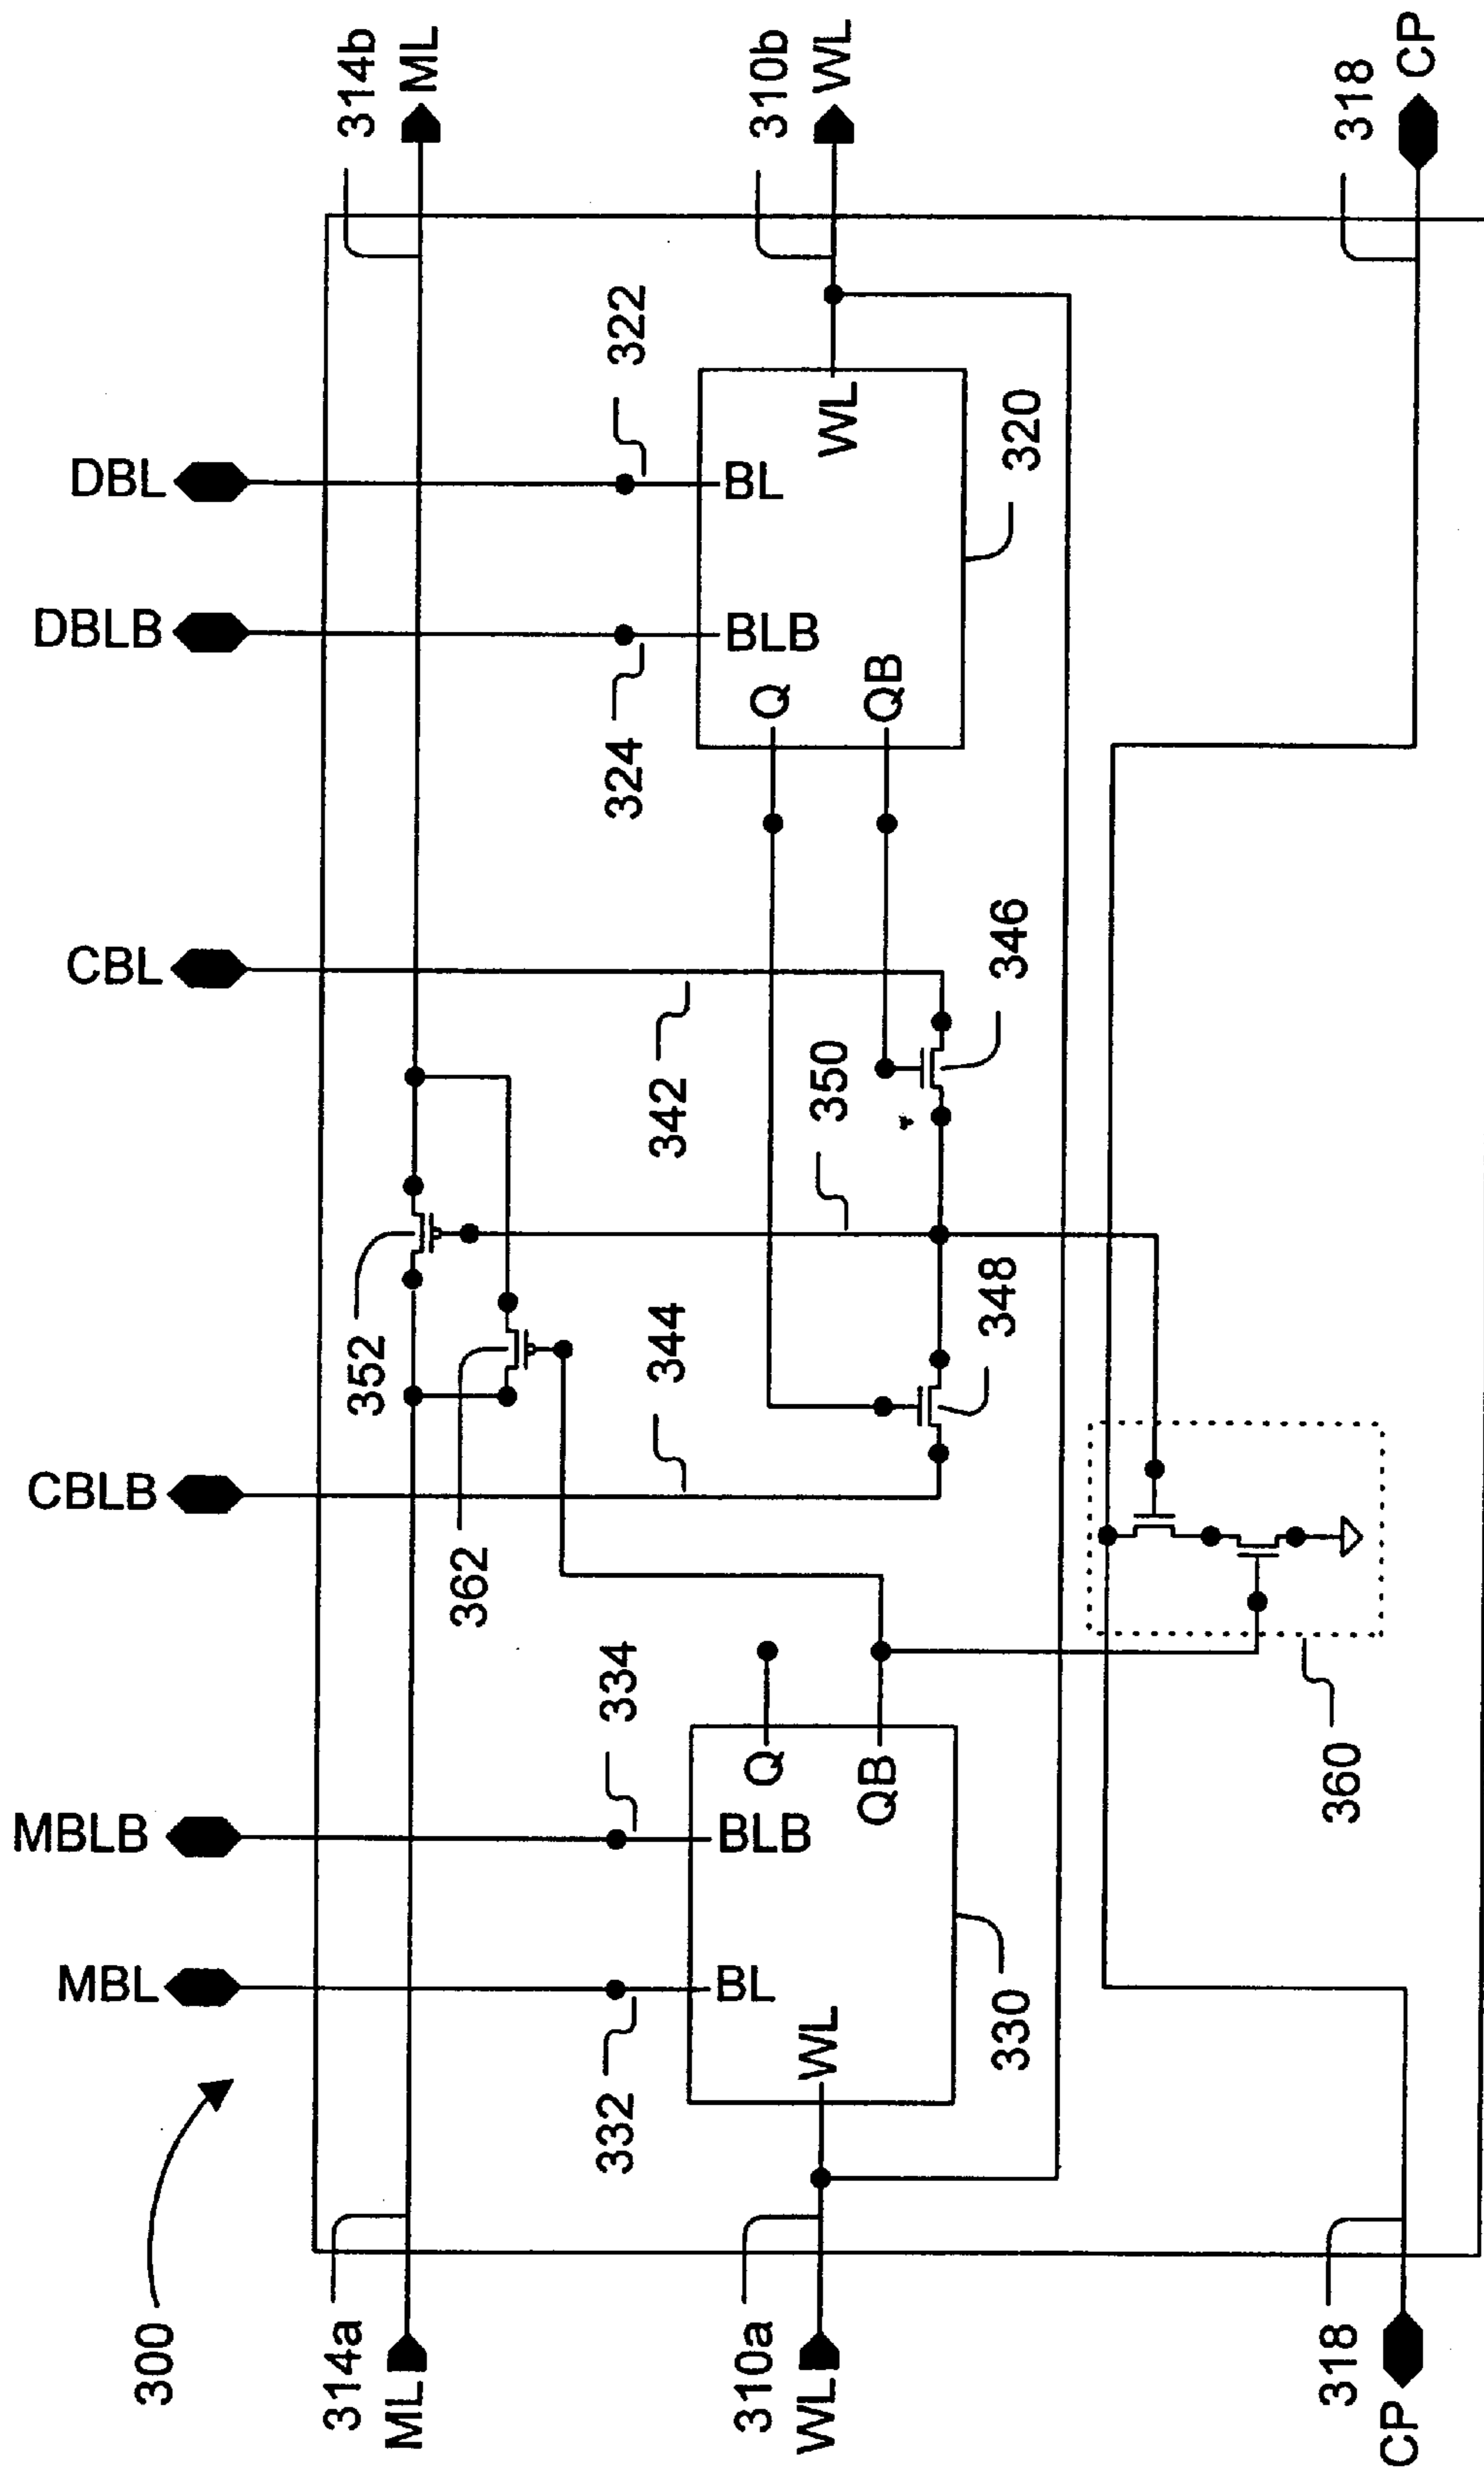 300
MBL
MBLB
CBLB
CBL
DBLB
DBL
314a
ML
314b
ML
352
362
332
334
344
342
324
322
BL
BLB
Q
QB
WL
330
Q
QB
BLB
BL
WL
320
310a
WL
310b
WL
350
348
346
360
318
CP
318
CP